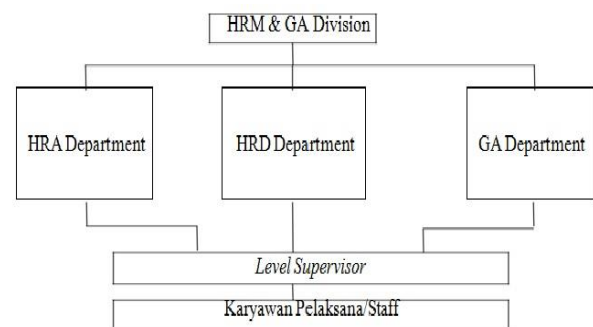 HRM & GA Division
HRA Department
HRD Department
GA Department
Level Supervisor
Karyawan Pelaksana/Staff